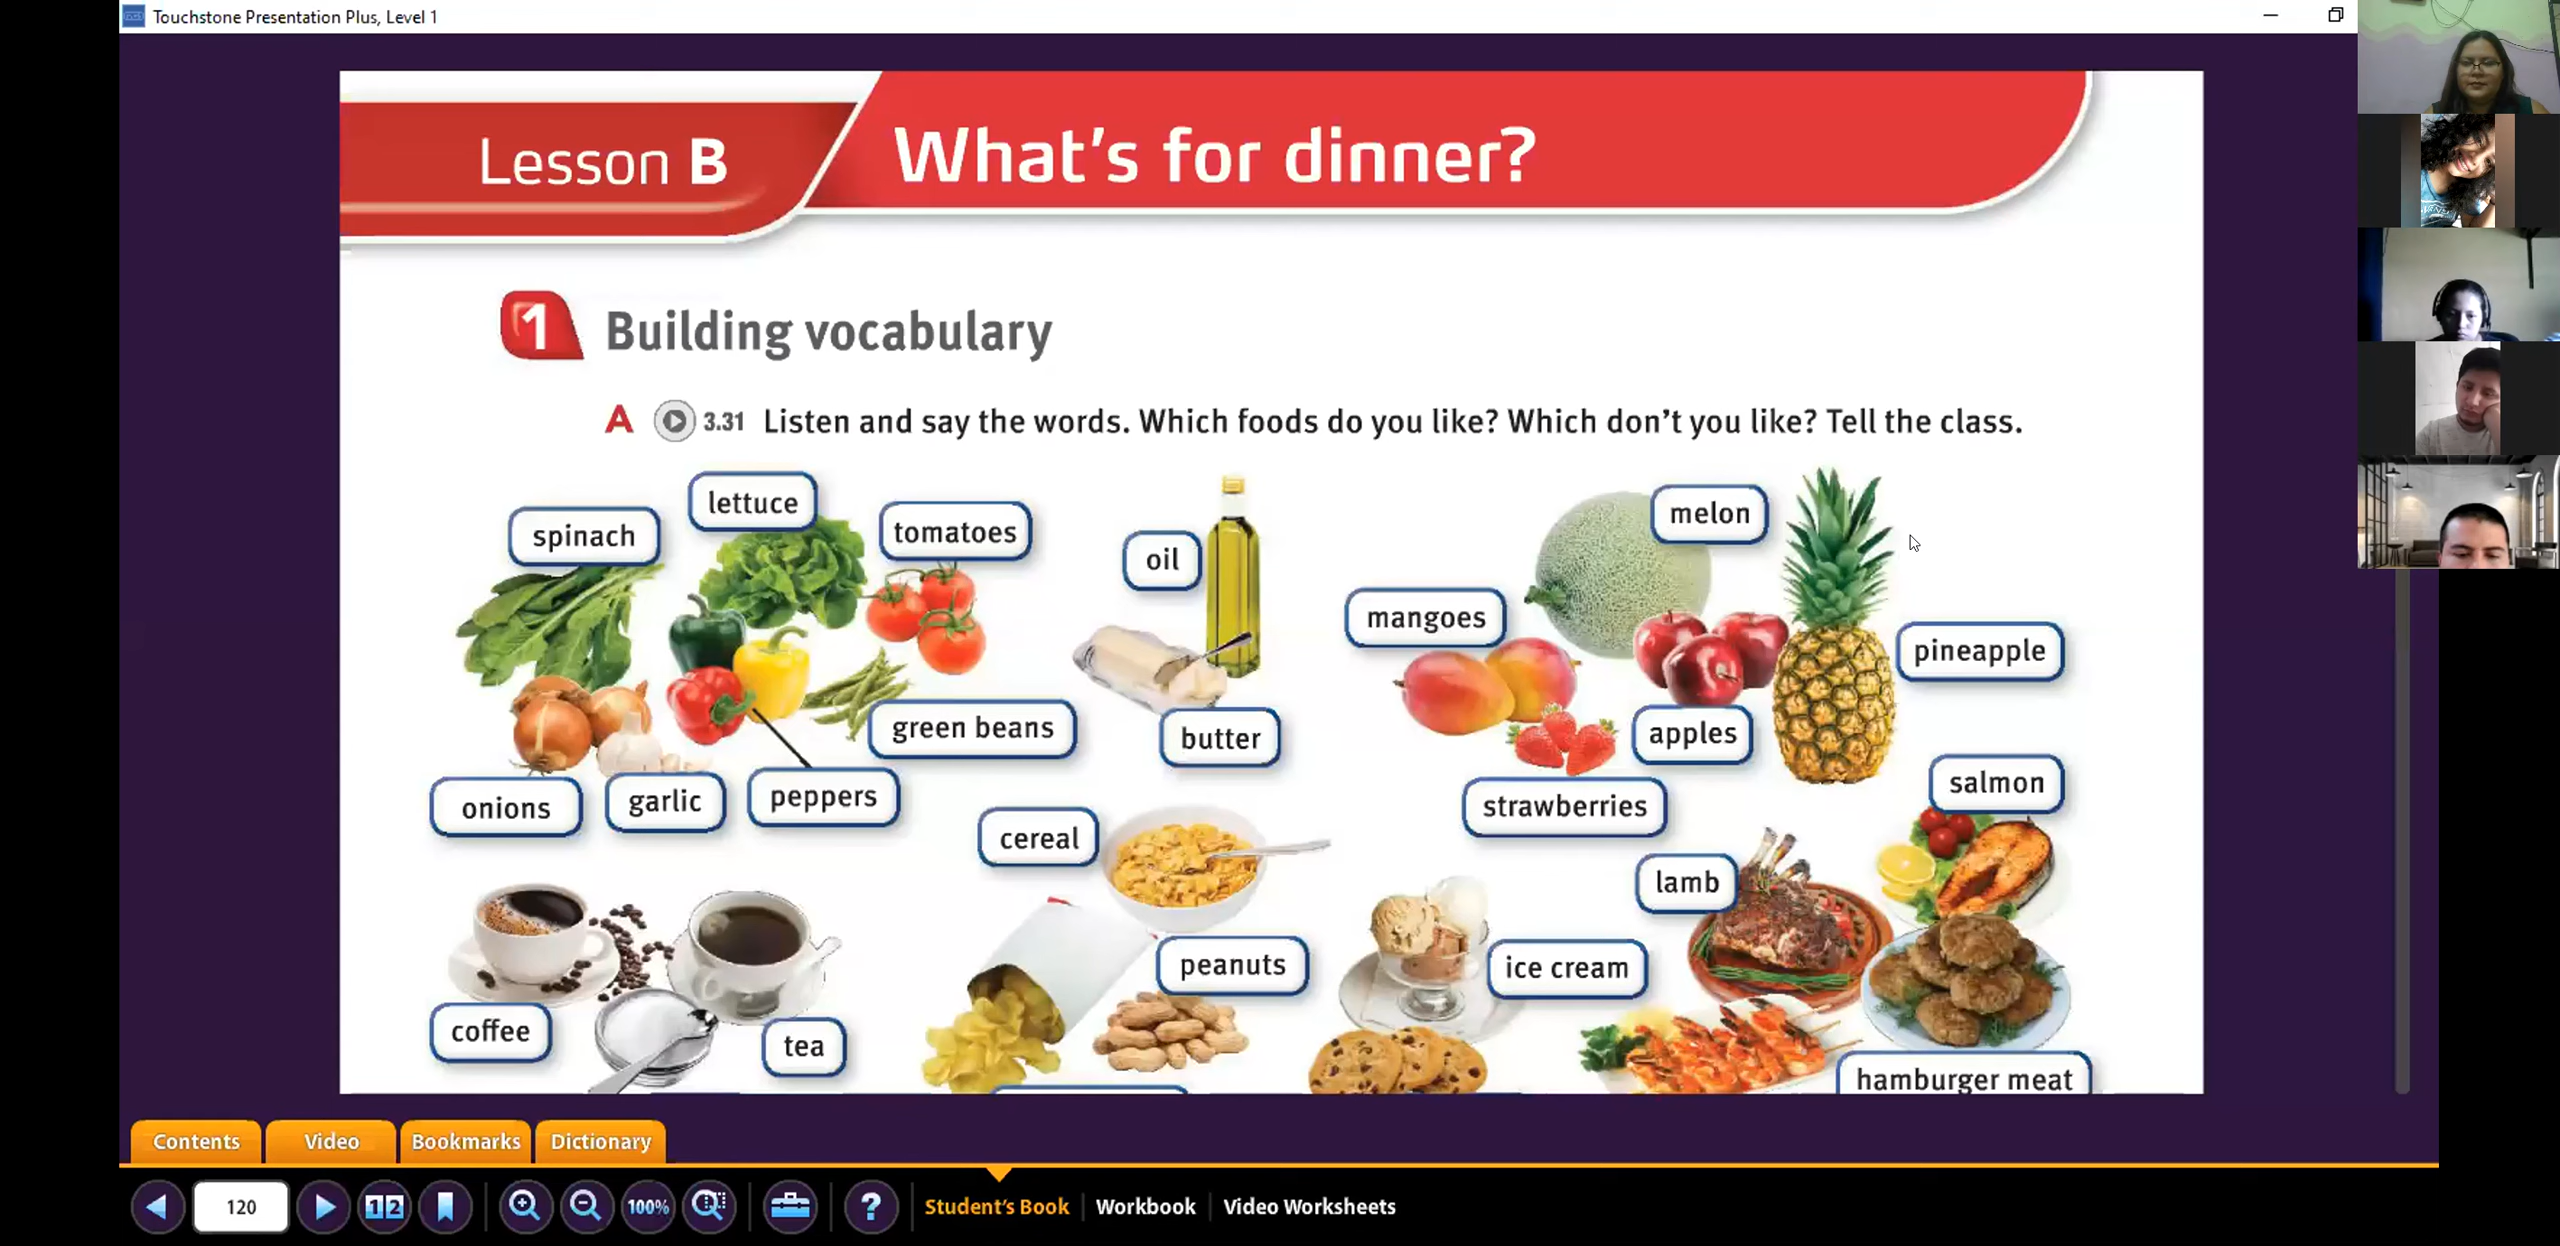 Touchstone Presentation Plus, Level 1
Lesson B
What's for dinner?
1 Building vocabulary
A 3.31 Listen and say the words. Which foods do you like? Which don't you like? Tell the class.
spinach
lettuce
tomatoes
oil
melon
mangoes
pineapple
green beans
butter
apples
onions
garlic
peppers
strawberries
salmon
cereal
lamb
peanuts
ice cream
coffee
tea
hamburger meat
Contents
Video
Bookmarks
Dictionary
120
12
100%
?
Student's Book
Workbook
Video Worksheets